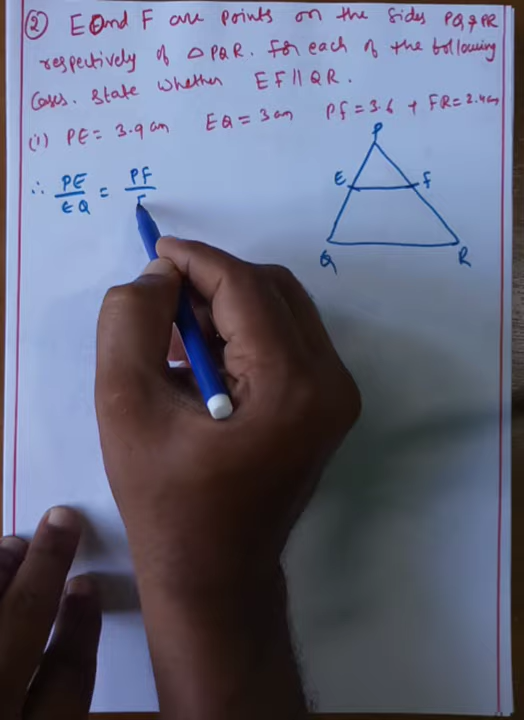 ② E and F are points on the sides PQ & PR
respectively of △PQR. For each of the following
Cases. State whether EF || QR.
(i) PE = 3.9 cm EQ = 3 cm PF = 3.6 + FR = 2.4 cm
P
E F
Q R
∴ PE/EQ = PF/F